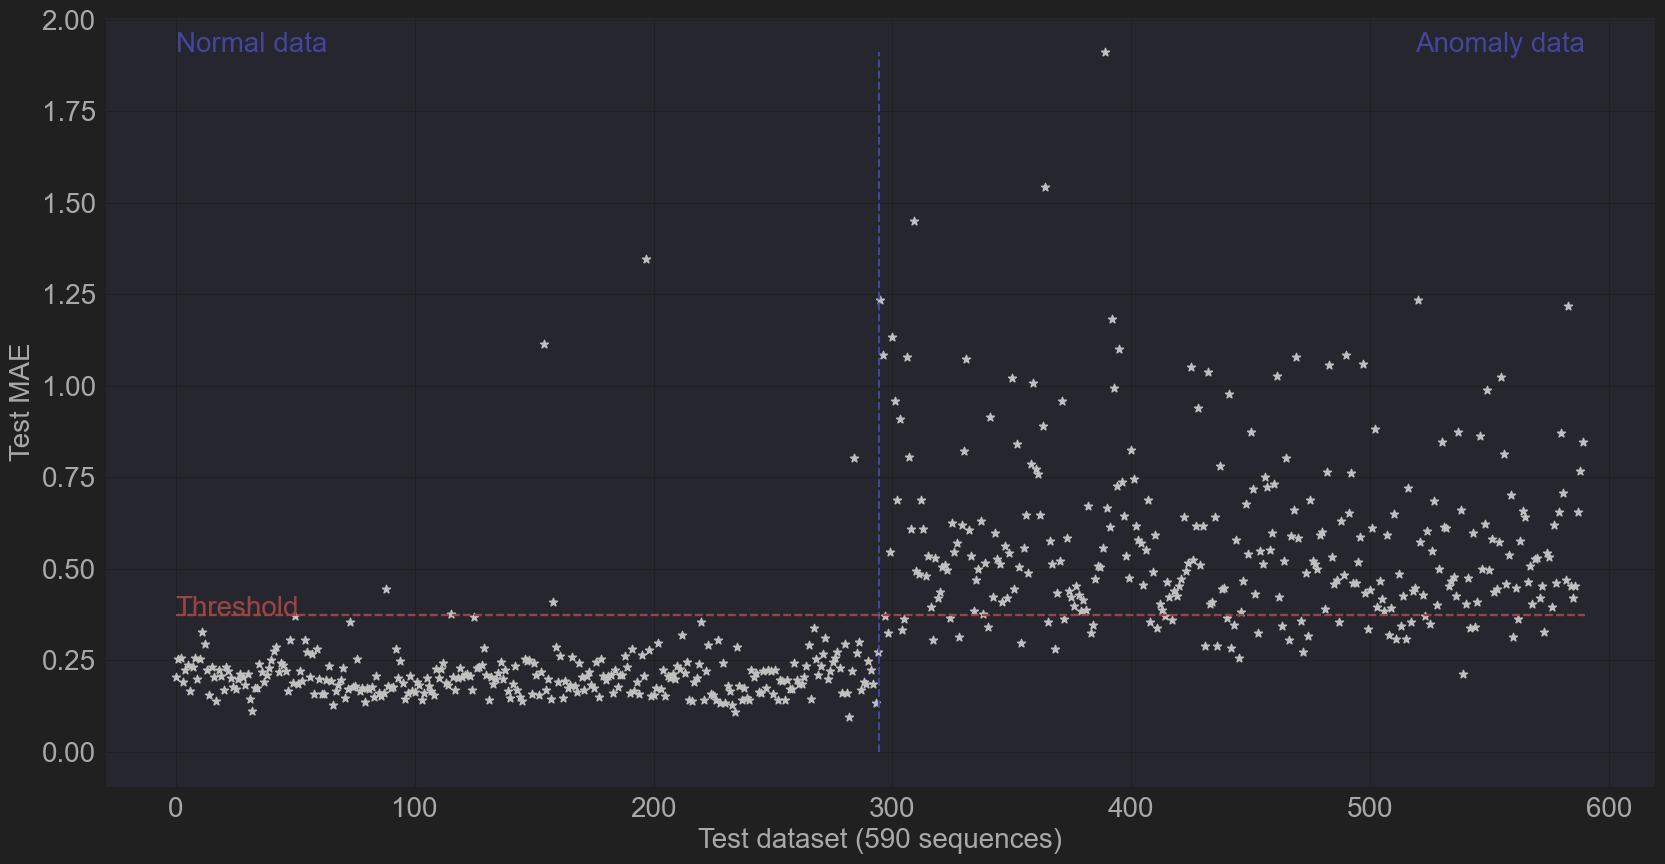 2.00
Normal data
Anomaly data
1.75
1.50
1.25
1.00
0.75
0.50
Threshold
0.25
0.00
Test MAE
0 100 200 300 400 500 600
Test dataset (590 sequences)